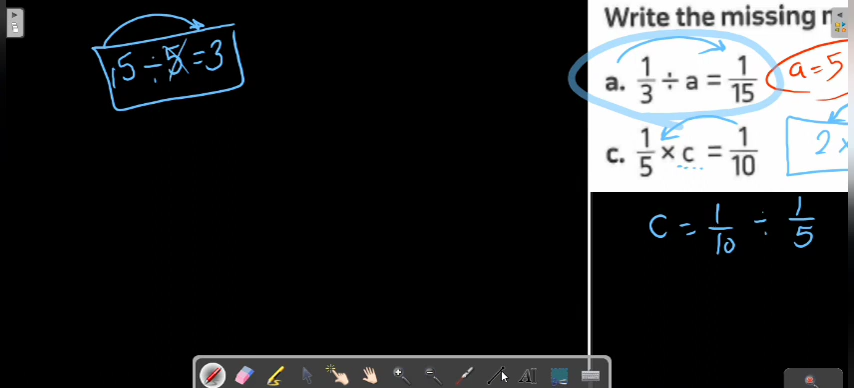 15 ÷ 5 = 3
Write the missing
a. 1/3 ÷ a = 1/15
a = 5
c. 1/5 × c = 1/10
2 ×
c = 1/10 ÷ 1/5
AI